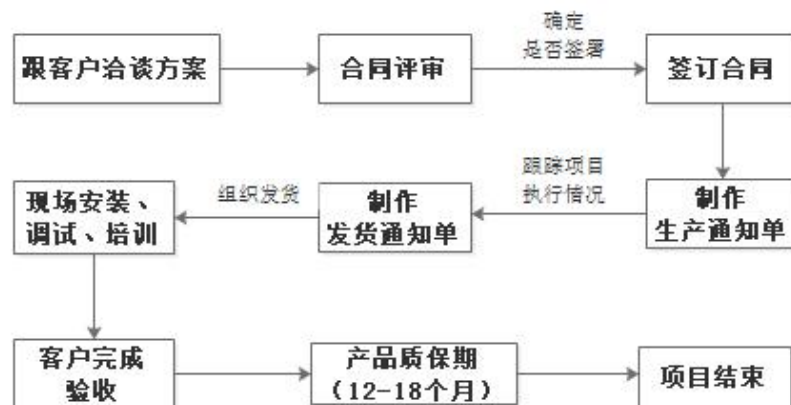 跟客户洽谈方案
合同评审
确定
是否签署
签订合同
制作
生产通知单
跟踪项目
执行情况
制作
发货通知单
组织发货
现场安装、
调试、培训
客户完成
验收
产品质保期
（12-18个月）
项目结束